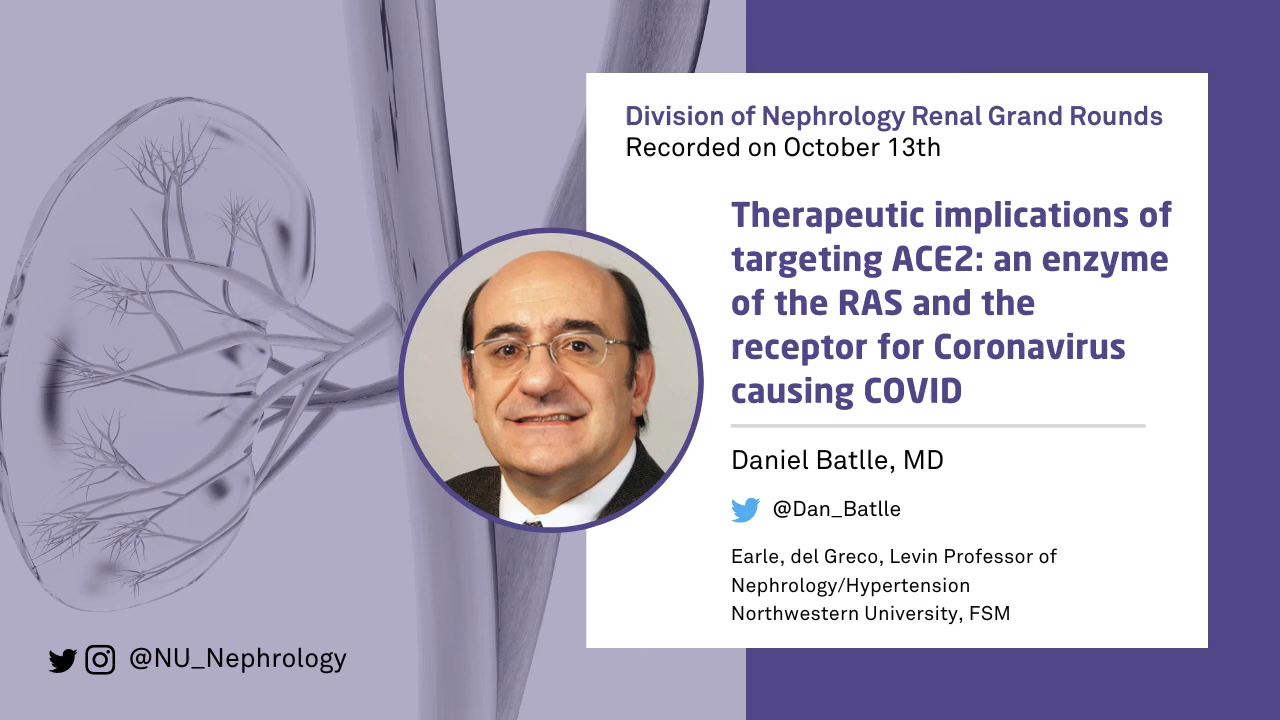 Division of Nephrology Renal Grand Rounds
Recorded on October 13th
Therapeutic implications of
targeting ACE2: an enzyme
of the RAS and the
receptor for Coronavirus
causing COVID
Daniel Batlle, MD
@Dan_Batlle
Earle, del Greco, Levin Professor of
Nephrology/Hypertension
Northwestern University, FSM
@NU_Nephrology